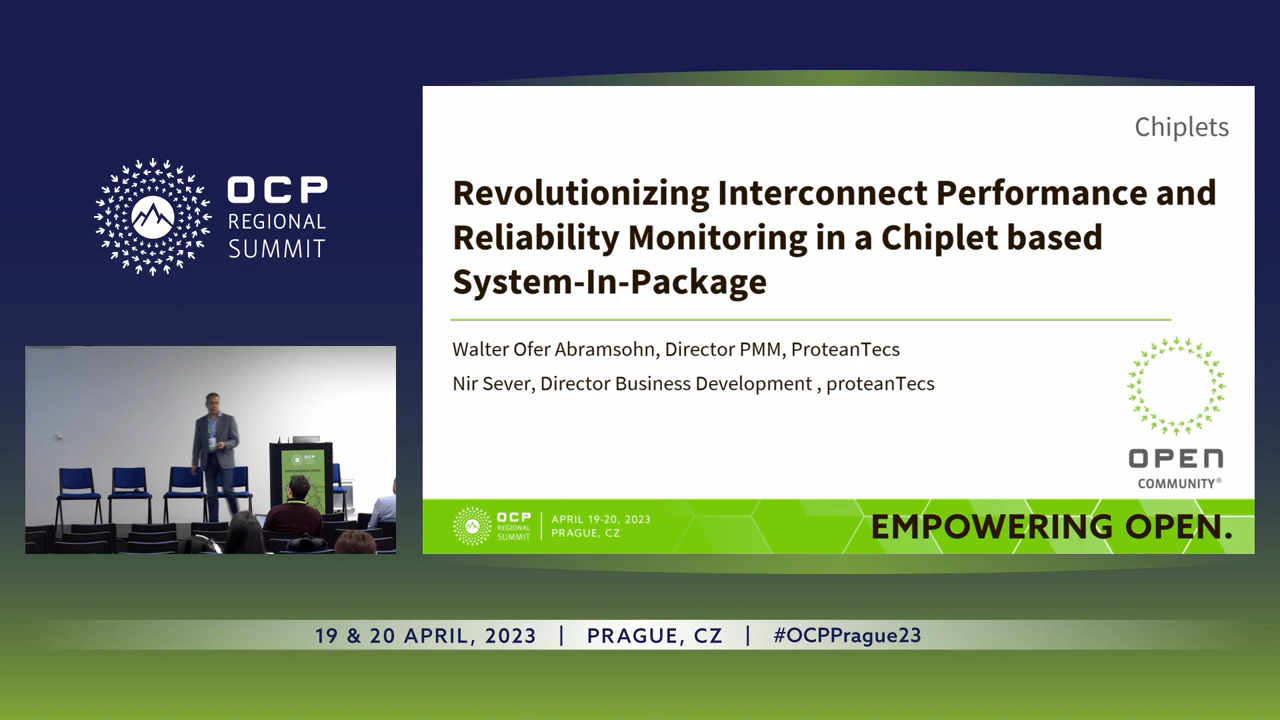 OCP
REGIONAL
SUMMIT
Chiplets
Revolutionizing Interconnect Performance and
Reliability Monitoring in a Chiplet based
System-In-Package
Walter Ofer Abramsohn, Director PMM, ProteanTecs
Nir Sever, Director Business Development , proteanTecs
OPEN
COMMUNITY®
OCP
REGIONAL
SUMMIT
APRIL 19-20, 2023
PRAGUE, CZ
EMPOWERING OPEN.
19 & 20 APRIL, 2023 | PRAGUE, CZ | #OCPPrague23